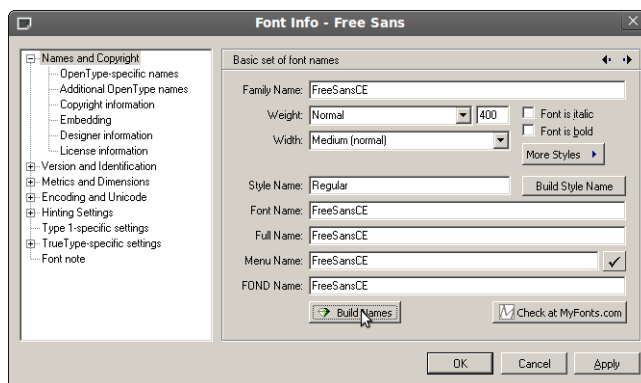 Font Info - Free Sans
Names and Copyright
OpenType-specific names
Additional OpenType names
Copyright information
Embedding
Designer information
License information
Version and Identification
Metrics and Dimensions
Encoding and Unicode
Hinting Settings
Type 1-specific settings
TrueType-specific settings
Font note
Basic set of font names
Family Name: FreeSansCE
Weight: Normal 400 Font is italic
Font is bold
Width: Medium (normal)
More Styles
Style Name: Regular Build Style Name
Font Name: FreeSansCE
Full Name: FreeSansCE
Menu Name: FreeSansCE
FOND Name: FreeSansCE
Build Names Check at MyFonts.com
OK Cancel Apply